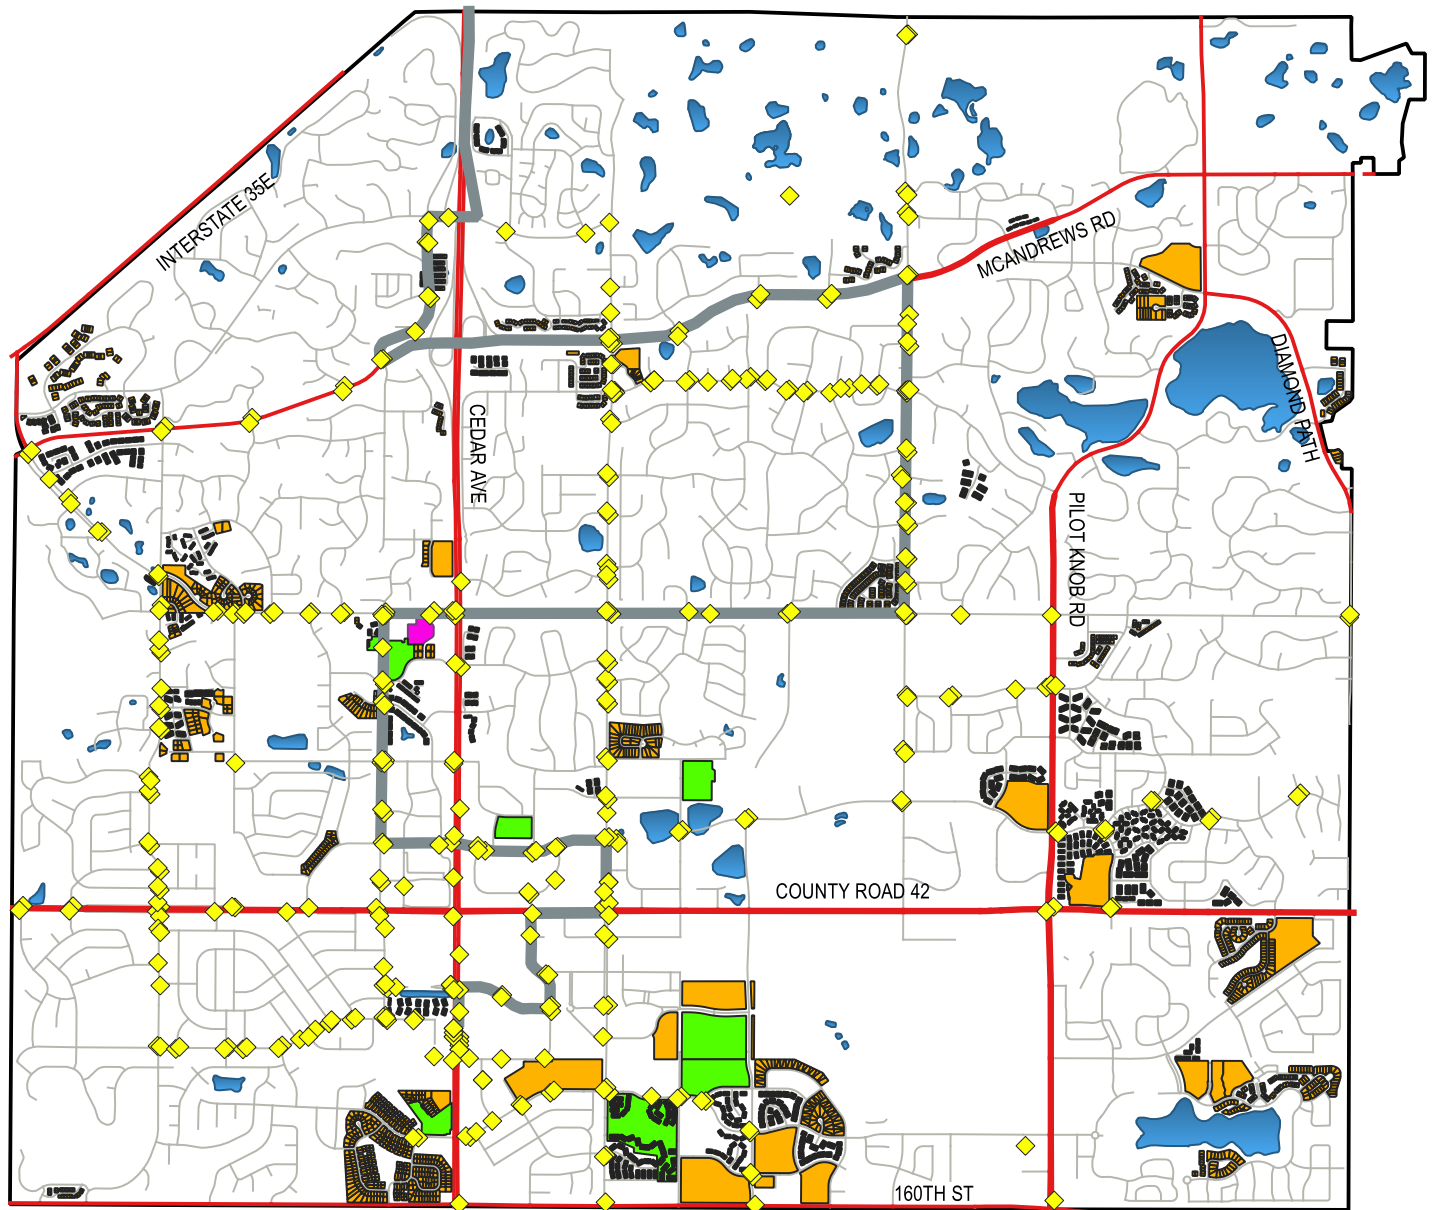 INTERSTATE 35E
MCANDREWS RD
DIAMOND PATH
CEDAR AVE
PILOT KNOB RD
COUNTY ROAD 42
160TH ST